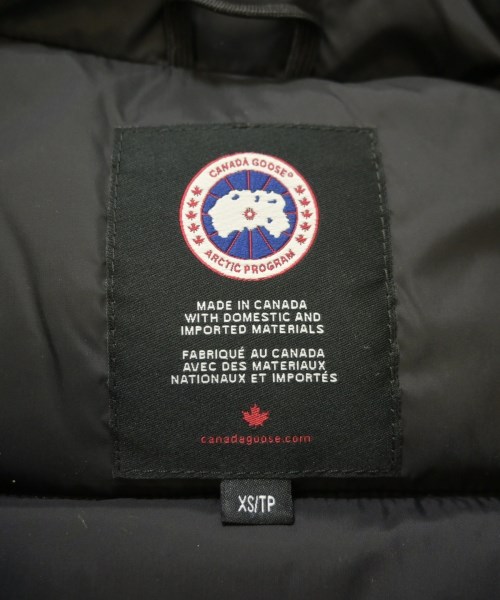 CANADA GOOSE®
ARCTIC PROGRAM
MADE IN CANADA
WITH DOMESTIC AND
IMPORTED MATERIALS
FABRIQUÉ AU CANADA
AVEC DES MATERIAUX
NATIONAUX ET IMPORTÉS
canadagoose.com
XS/TP